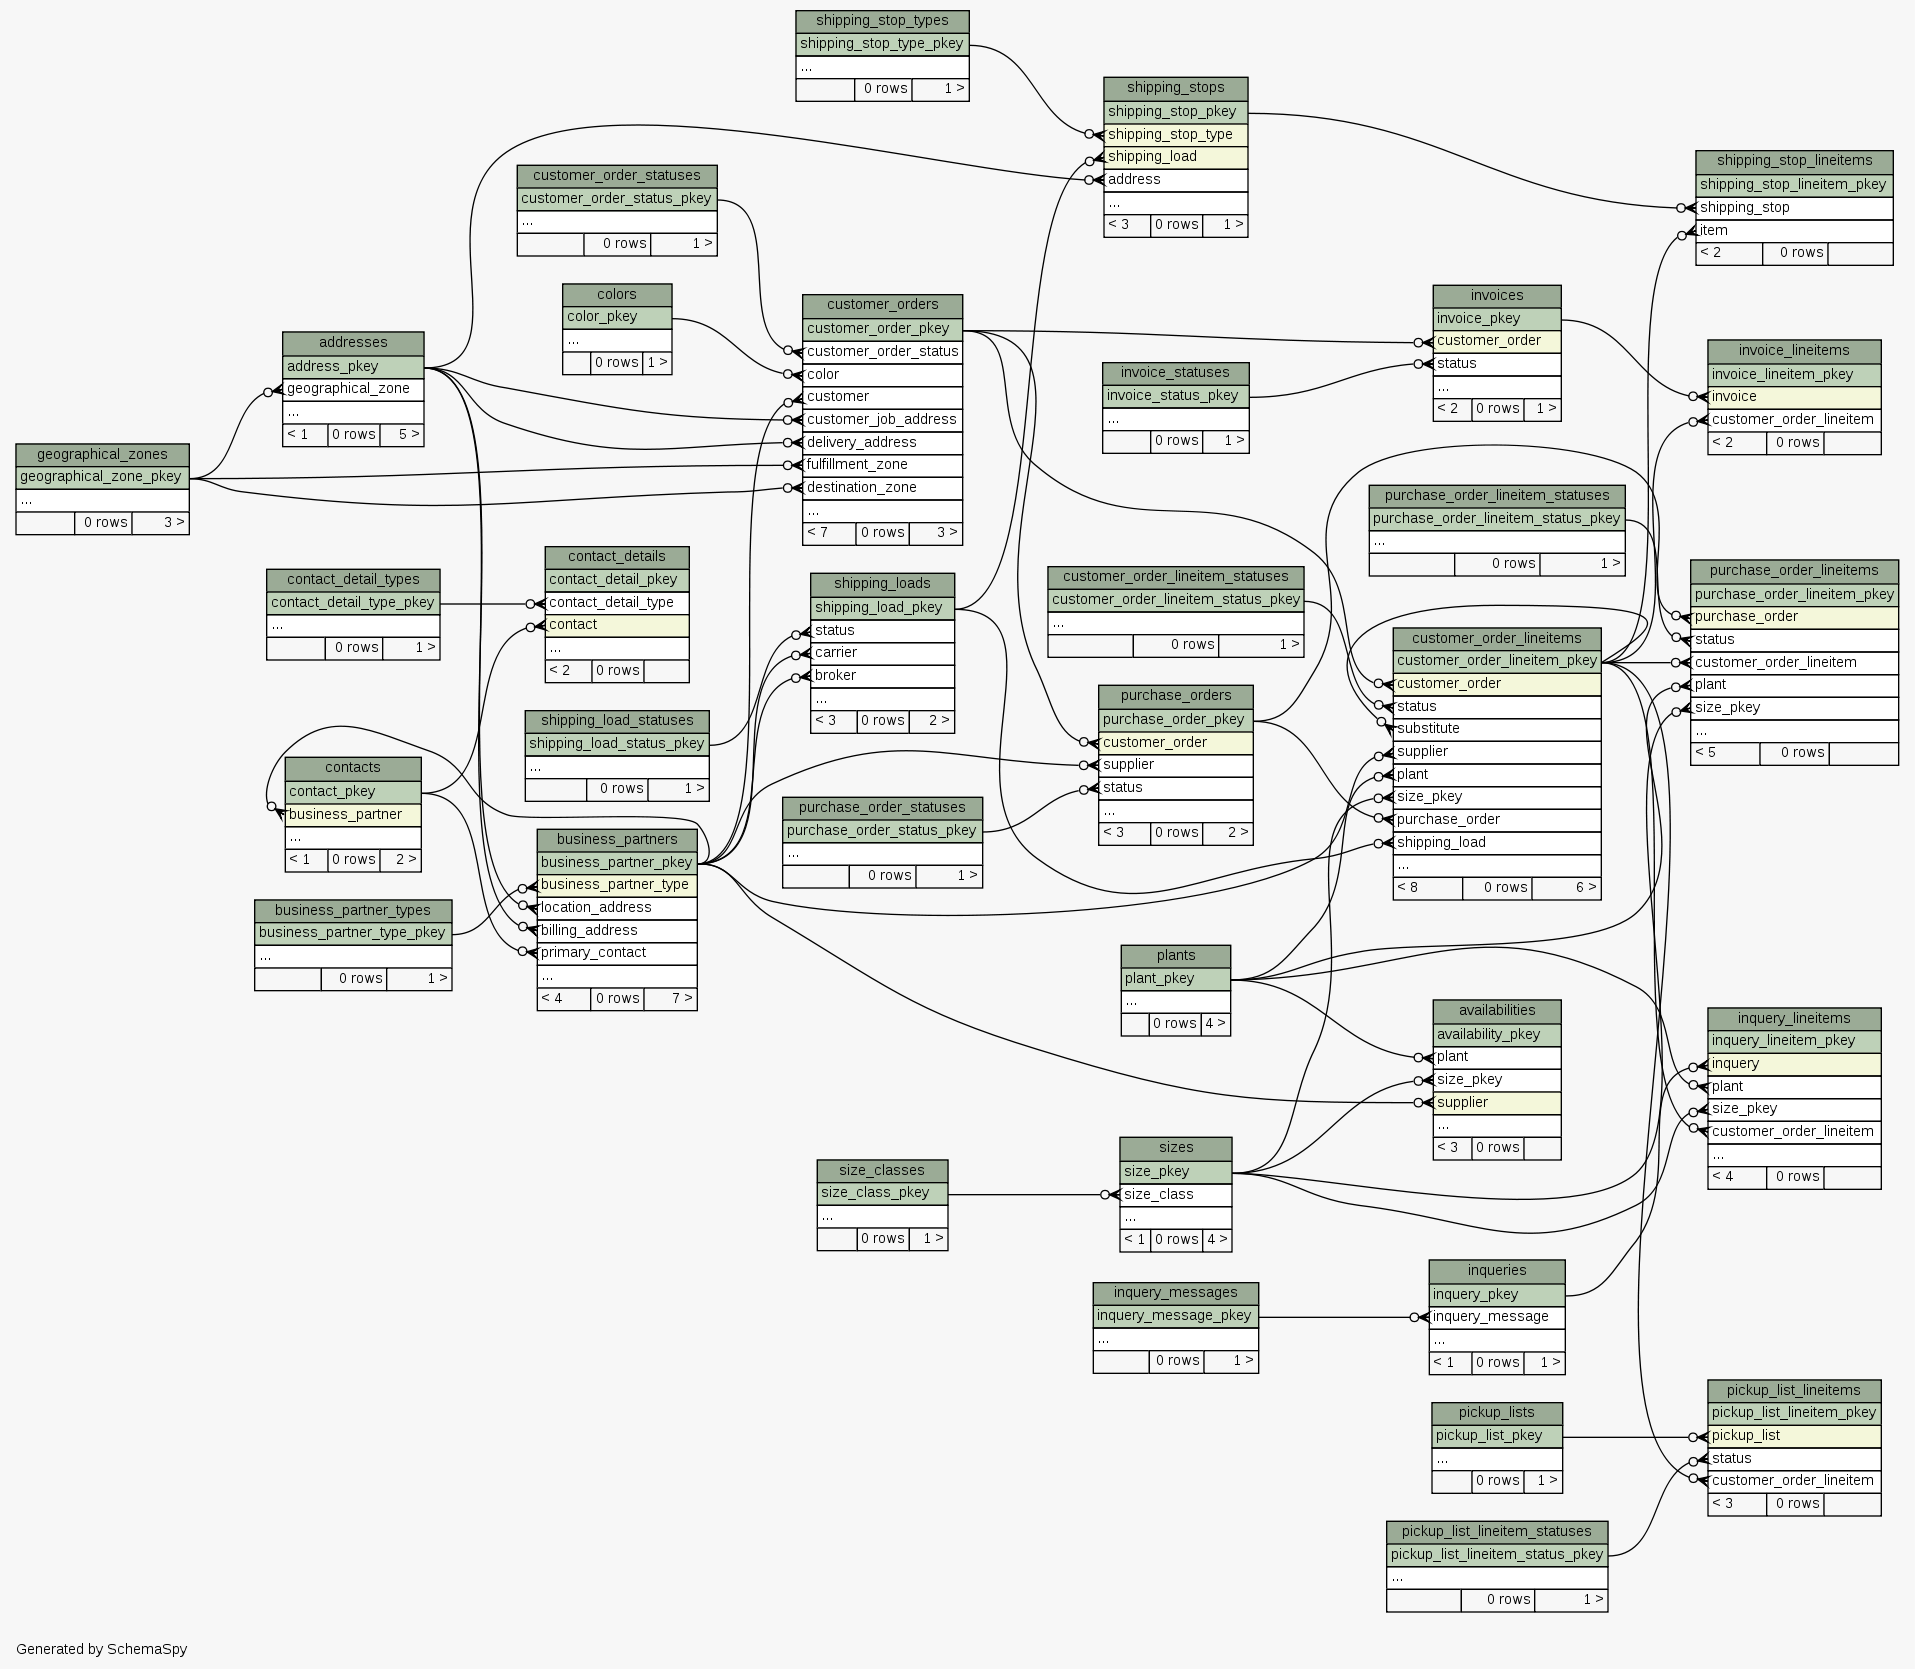 shipping_stop_types
shipping_stop_type_pkey
...
0 rows 1 >
shipping_stops
shipping_stop_pkey
shipping_stop_type
shipping_load
address
...
< 3 0 rows 1 >
shipping_stop_lineitems
shipping_stop_lineitem_pkey
shipping_stop
item
< 2 0 rows
customer_order_statuses
customer_order_status_pkey
...
0 rows 1 >
colors
color_pkey
...
0 rows 1 >
customer_orders
customer_order_pkey
customer_order_status
color
customer
customer_job_address
delivery_address
fulfillment_zone
destination_zone
...
< 7 0 rows 3 >
invoices
invoice_pkey
customer_order
status
...
< 2 0 rows 1 >
addresses
address_pkey
geographical_zone
...
< 1 0 rows 5 >
invoice_statuses
invoice_status_pkey
...
0 rows 1 >
invoice_lineitems
invoice_lineitem_pkey
invoice
customer_order_lineitem
< 2 0 rows
geographical_zones
geographical_zone_pkey
...
0 rows 3 >
purchase_order_lineitem_statuses
purchase_order_lineitem_status_pkey
...
0 rows 1 >
contact_details
contact_detail_pkey
contact_detail_type
contact
...
< 2 0 rows
contact_detail_types
contact_detail_type_pkey
...
0 rows 1 >
shipping_loads
shipping_load_pkey
status
carrier
broker
...
< 3 0 rows 2 >
customer_order_lineitem_statuses
customer_order_lineitem_status_pkey
...
0 rows 1 >
purchase_order_lineitems
purchase_order_lineitem_pkey
purchase_order
status
customer_order_lineitem
plant
size_pkey
...
< 5 0 rows
customer_order_lineitems
customer_order_lineitem_pkey
customer_order
status
substitute
supplier
plant
size_pkey
purchase_order
shipping_load
...
< 8 0 rows 6 >
purchase_orders
purchase_order_pkey
customer_order
supplier
status
...
< 3 0 rows 2 >
shipping_load_statuses
shipping_load_status_pkey
...
0 rows 1 >
contacts
contact_pkey
business_partner
...
< 1 0 rows 2 >
purchase_order_statuses
purchase_order_status_pkey
...
0 rows 1 >
business_partners
business_partner_pkey
business_partner_type
location_address
billing_address
primary_contact
...
< 4 0 rows 7 >
business_partner_types
business_partner_type_pkey
...
0 rows 1 >
plants
plant_pkey
...
0 rows 4 >
availabilities
availability_pkey
plant
size_pkey
supplier
...
< 3 0 rows
inquery_lineitems
inquery_lineitem_pkey
inquery
plant
size_pkey
customer_order_lineitem
...
< 4 0 rows
sizes
size_pkey
size_class
...
< 1 0 rows 4 >
size_classes
size_class_pkey
...
0 rows 1 >
inqueries
inquery_pkey
inquery_message
...
< 1 0 rows 1 >
inquery_messages
inquery_message_pkey
...
0 rows 1 >
pickup_list_lineitems
pickup_list_lineitem_pkey
pickup_list
status
customer_order_lineitem
< 3 0 rows
pickup_lists
pickup_list_pkey
...
0 rows 1 >
pickup_list_lineitem_statuses
pickup_list_lineitem_status_pkey
...
0 rows 1 >
Generated by SchemaSpy